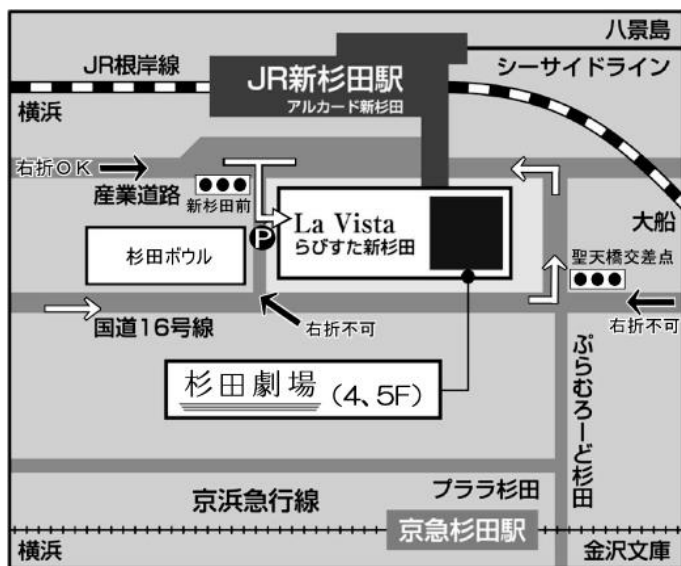 八景島
JR根岸線
JR新杉田駅
アルカード新杉田
シーサイドライン
横浜
右折OK
産業道路
新杉田前
La Vista
らびすた新杉田
大船
杉田ボウル
P
聖天橋交差点
国道16号線
右折不可
右折不可
杉田劇場 (4、5F)
ぷらむろーど杉田
プララ杉田
京浜急行線
京急杉田駅
横浜
金沢文庫